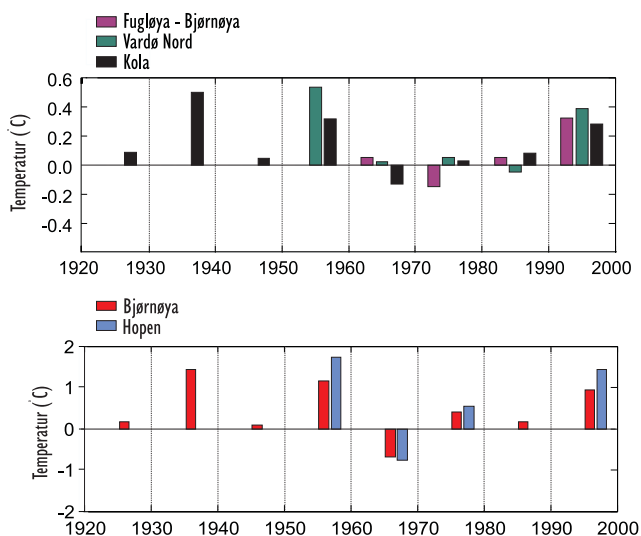 Fugløya - Bjørnøya
Vardø Nord
Kola
Temperatur (°C)
0.6
0.4
0.2
0.0
-0.2
-0.4
1920 1930 1940 1950 1960 1970 1980 1990 2000
Bjørnøya
Hopen
Temperatur (°C)
2
1
0
-1
-2
1920 1930 1940 1950 1960 1970 1980 1990 2000